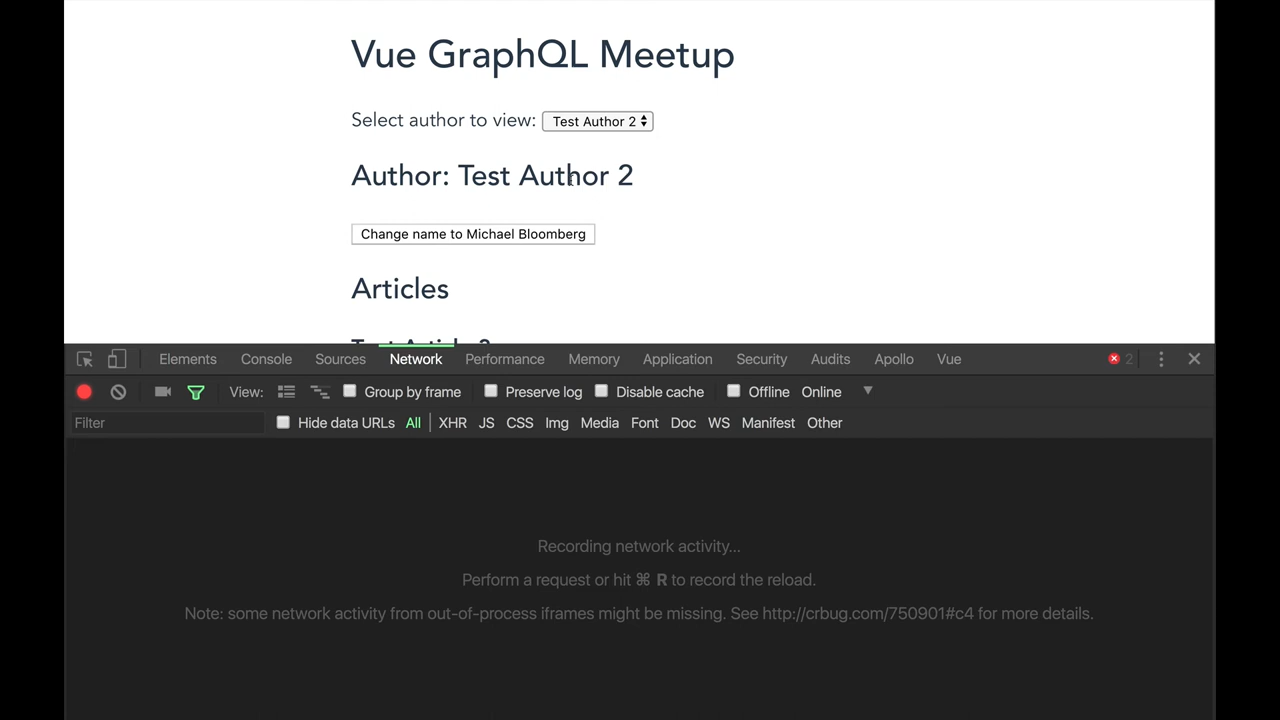 Vue GraphQL Meetup
Select author to view: Test Author 2
Author: Test Author 2
Change name to Michael Bloomberg
Articles
Elements Console Sources Network Performance Memory Application Security Audits Apollo Vue 2
View: Group by frame Preserve log Disable cache Offline Online
Filter Hide data URLs All XHR JS CSS Img Media Font Doc WS Manifest Other
Recording network activity...
Perform a request or hit ⌘ R to record the reload.
Note: some network activity from out-of-process iframes might be missing. See http://crbug.com/750901#c4 for more details.